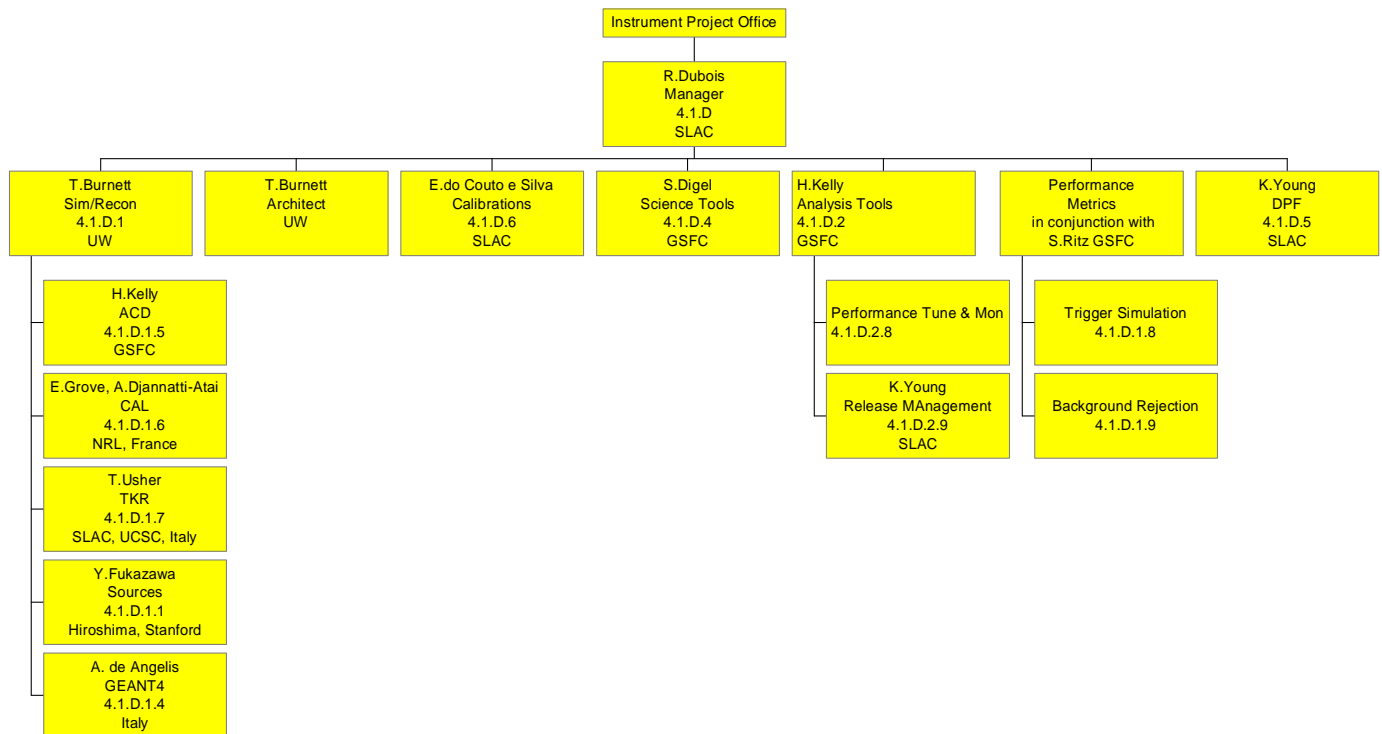 Instrument Project Office
R.Dubois
Manager
4.1.D
SLAC
T.Burnett
Sim/Recon
4.1.D.1
UW
T.Burnett
Architect
UW
E.do Couto e Silva
Calibrations
4.1.D.6
SLAC
S.Digel
Science Tools
4.1.D.4
GSFC
H.Kelly
Analysis Tools
4.1.D.2
GSFC
Performance
Metrics
in conjunction with
S.Ritz GSFC
K.Young
DPF
4.1.D.5
SLAC
H.Kelly
ACD
4.1.D.1.5
GSFC
E.Grove, A.Djannatti-Atai
CAL
4.1.D.1.6
NRL, France
T.Usher
TKR
4.1.D.1.7
SLAC, UCSC, Italy
Y.Fukazawa
Sources
4.1.D.1.1
Hiroshima, Stanford
A. de Angelis
GEANT4
4.1.D.1.4
Italy
Performance Tune & Mon
4.1.D.2.8
K.Young
Release MAnagement
4.1.D.2.9
SLAC
Trigger Simulation
4.1.D.1.8
Background Rejection
4.1.D.1.9